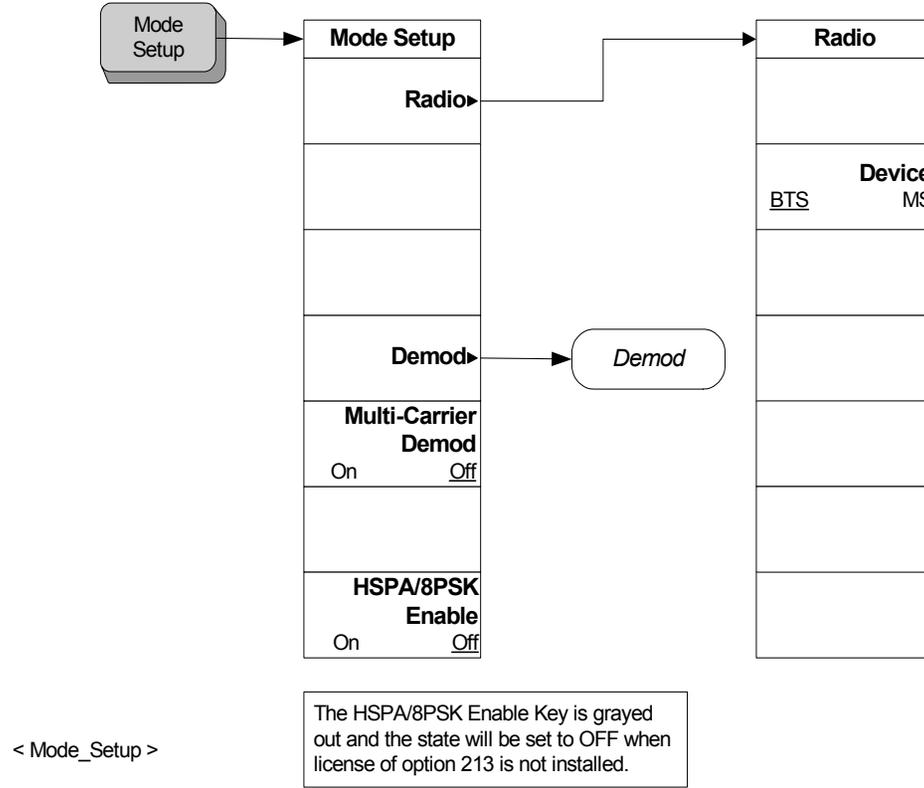 Mode
Setup
Mode Setup
Radio
Demod
Multi-Carrier
Demod
On Off
HSPA/8PSK
Enable
On Off
Demod
Radio
Device
BTS MS
The HSPA/8PSK Enable Key is grayed
out and the state will be set to OFF when
license of option 213 is not installed.
< Mode_Setup >